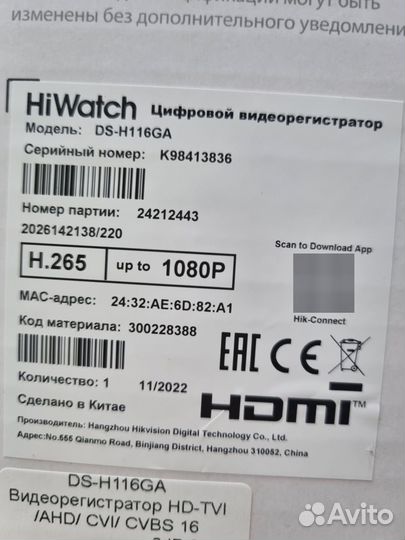 могут быть
изменены без дополнительного уведомлени
HiWatch Цифровой видеорегистратор
Модель: DS-H116GA
Серийный номер: K98413836
Номер партии: 24212443
2026142138/220
Scan to Download App
H.265 up to 1080P
MAC-адрес: 24:32:AE:6D:82:A1
Hik-Connect
Код материала: 300228388
EAC CE
Количество: 1 11/2022
Сделано в Китае
HDMI™
Производитель: Hangzhou Hikvision Digital Technology Co., Ltd.
Адрес:No.555 Qianmo Road, Binjiang District, Hangzhou 310052, China
DS-H116GA
Видеорегистратор HD-TVI
/AHD/ CVI/ CVBS 16
Avito